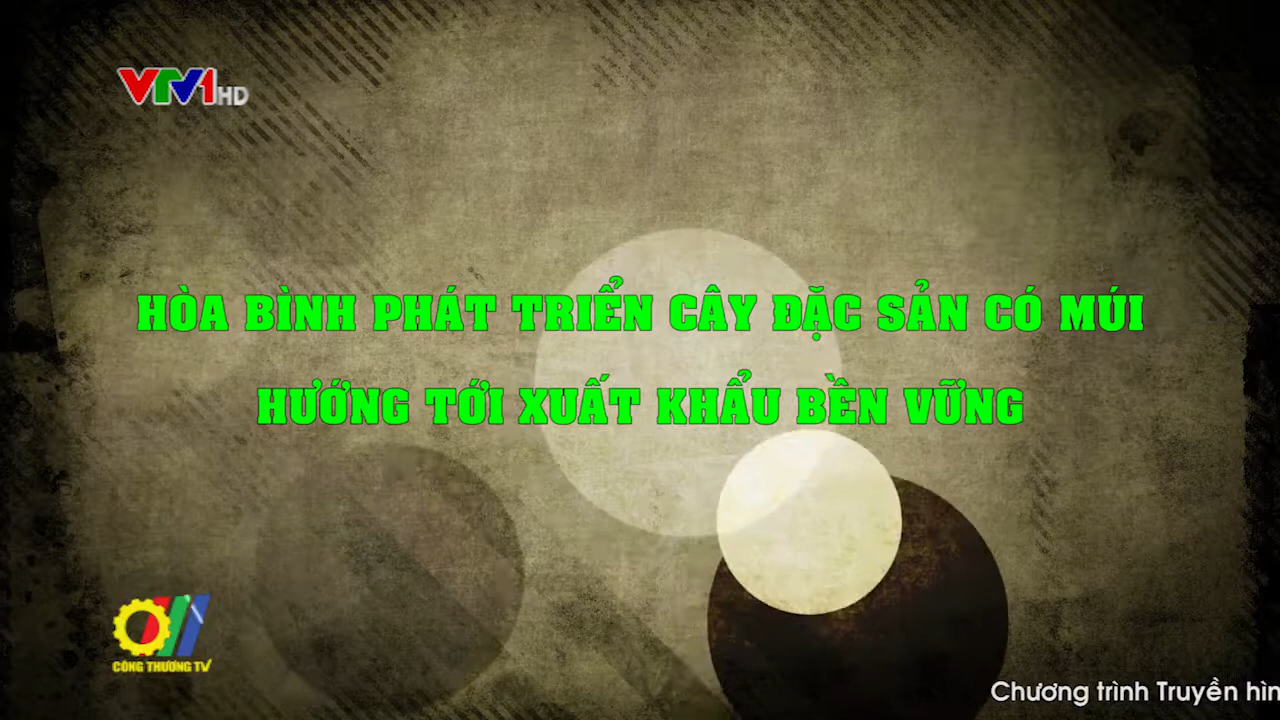 VTV1HD
HÒA BÌNH PHÁT TRIỂN CÂY ĐẶC SẢN CÓ MÚI
HƯỚNG TỚI XUẤT KHẨU BỀN VỮNG
CÔNG THƯƠNG TV
Chương trình Truyền hìn